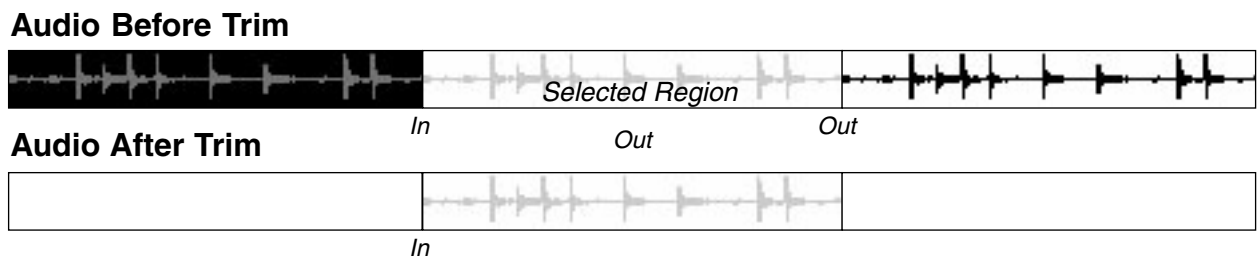 Audio Before Trim
Selected Region
In
Out
Audio After Trim
Out
In